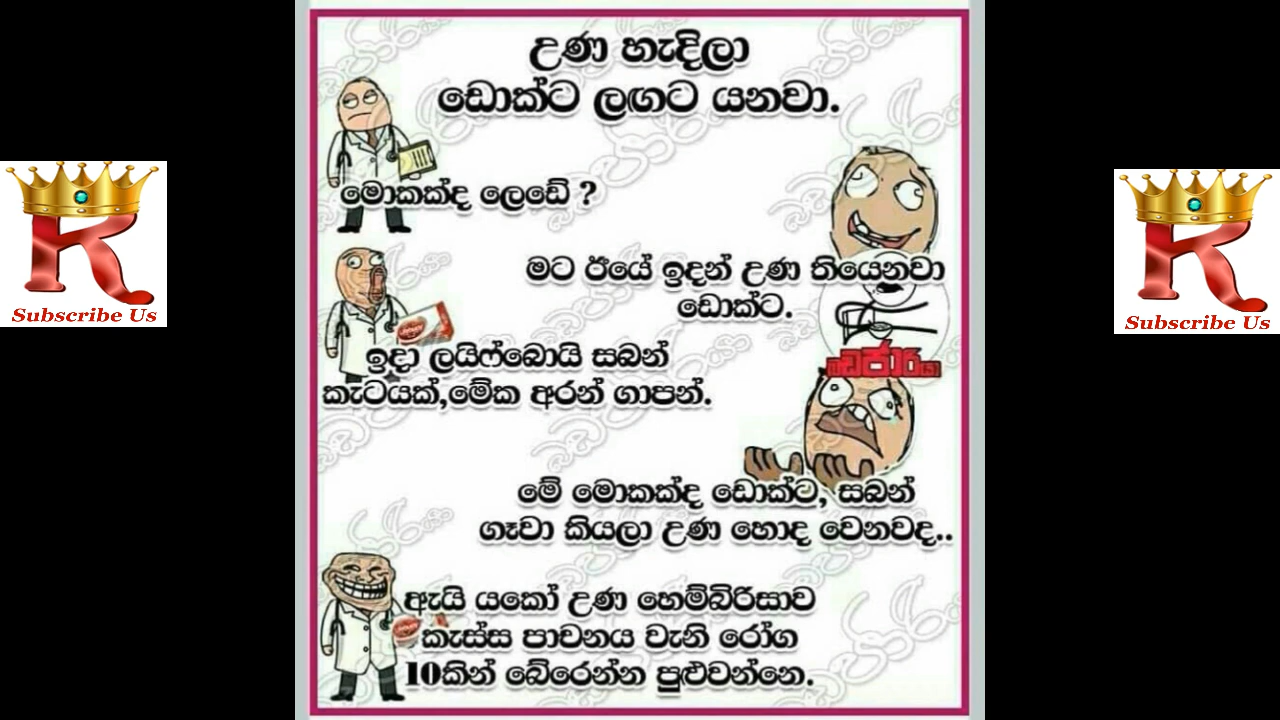 උණ හැදිලා
ඩොක්ට ලඟට යනවා.
මොකක්ද ලෙඩේ ?
මට ඊයේ ඉදන් උණ තියෙනවා
ඩොක්ට.
ඉදා ලයිෆ්බොයි සබන්
කැටයක්,මේක අරන් ගාපන්.
මේ මොකක්ද ඩොක්ට, සබන්
ගෑවා කියලා උණ හොද වෙනවද..
ඇයි යකෝ උණ හෙම්බිරිසාව
කැස්ස පාචනය වැනි රෝග
10කින් බේරෙන්න පුළුවන්නෙ.
R
Subscribe Us
R
Subscribe Us